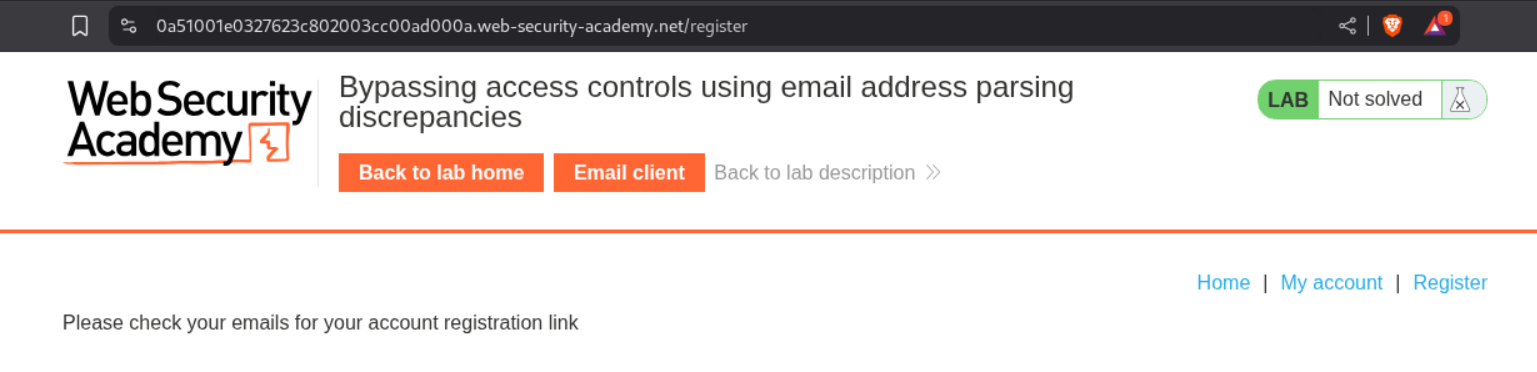 0a51001e0327623c802003cc00ad000a.web-security-academy.net/register
1
Web Security
Academy
Bypassing access controls using email address parsing
discrepancies
LAB Not solved
Back to lab home Email client Back to lab description
Home | My account | Register
Please check your emails for your account registration link